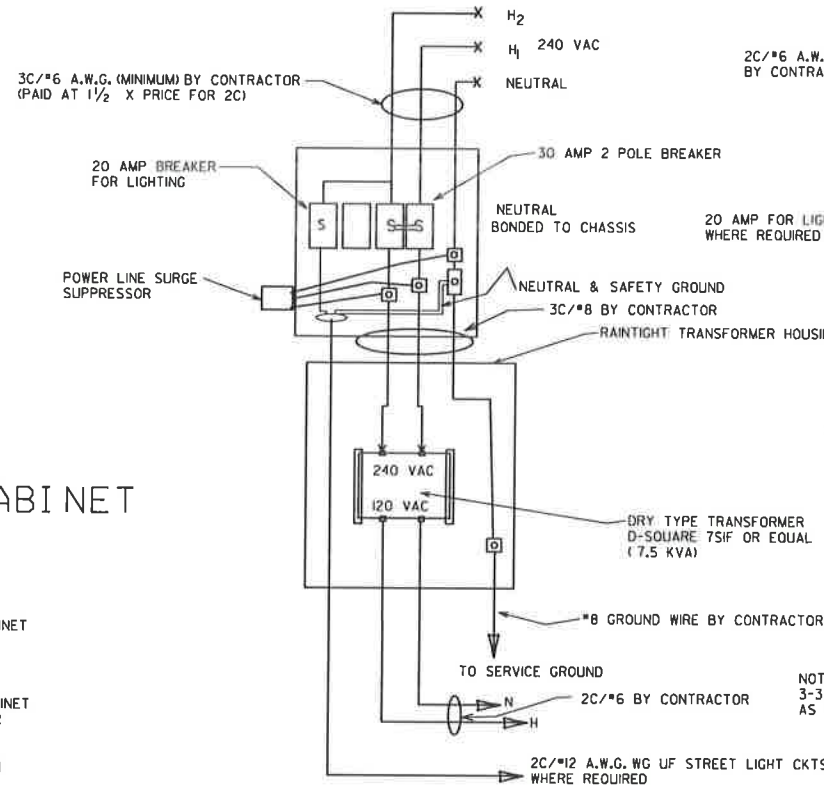 H2
H1 240 VAC
NEUTRAL
3C/#6 A.W.G. (MINIMUM) BY CONTRACTOR
(PAID AT 1 1/2 X PRICE FOR 2C)
2C/#6 A.W.
BY CONTRA
20 AMP BREAKER
FOR LIGHTING
30 AMP 2 POLE BREAKER
S
S S
NEUTRAL
BONDED TO CHASSIS
20 AMP FOR LIG
WHERE REQUIRED
POWER LINE SURGE
SUPPRESSOR
NEUTRAL & SAFETY GROUND
3C/#8 BY CONTRACTOR
RAINTIGHT TRANSFORMER HOUSI
240 VAC
120 VAC
ABINET
DRY TYPE TRANSFORMER
D-SQUARE 7SIF OR EQUAL
(7.5 KVA)
INET
#8 GROUND WIRE BY CONTRACTOR
TO SERVICE GROUND
INET
2C/#6 BY CONTRACTOR
N
H
NOT
3-3
AS
2C/#12 A.W.G. WG UF STREET LIGHT CKTS
WHERE REQUIRED